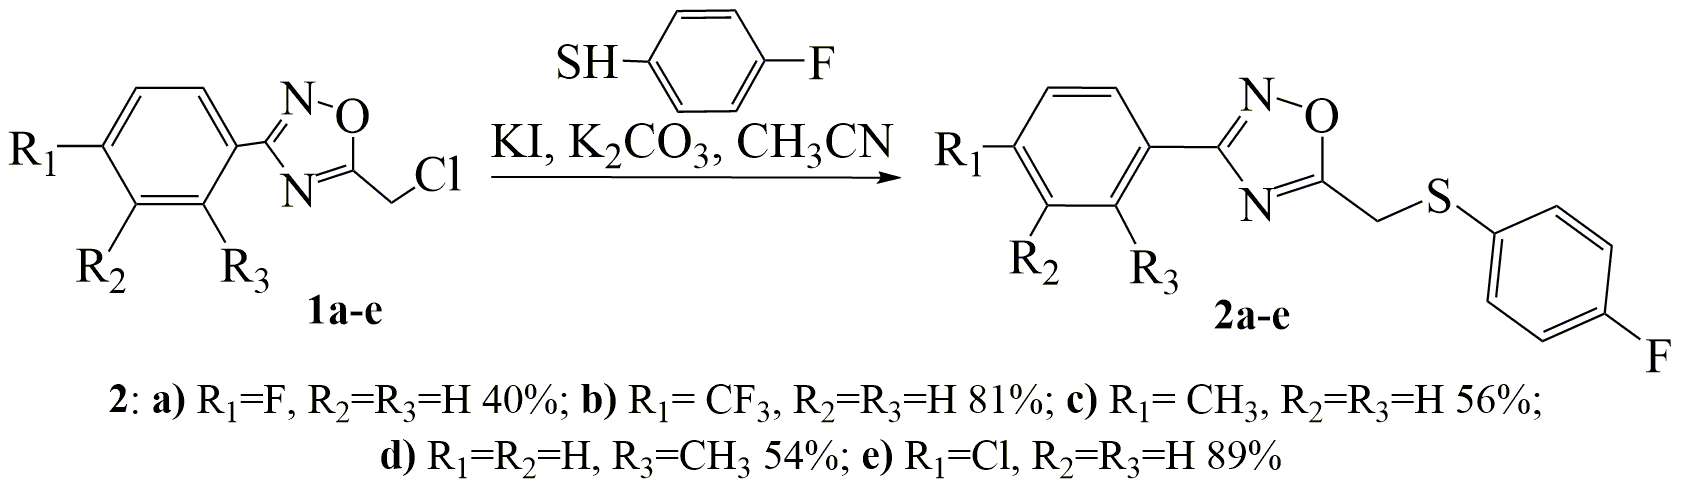 SH F
N O
N Cl
R₁
R₂ R₃
1a-e
KI, K₂CO₃, CH₃CN
N O
N S
R₁
R₂ R₃
F
2a-e
2: a) R₁=F, R₂=R₃=H 40%; b) R₁= CF₃, R₂=R₃=H 81%; c) R₁= CH₃, R₂=R₃=H 56%;
d) R₁=R₂=H, R₃=CH₃ 54%; e) R₁=Cl, R₂=R₃=H 89%